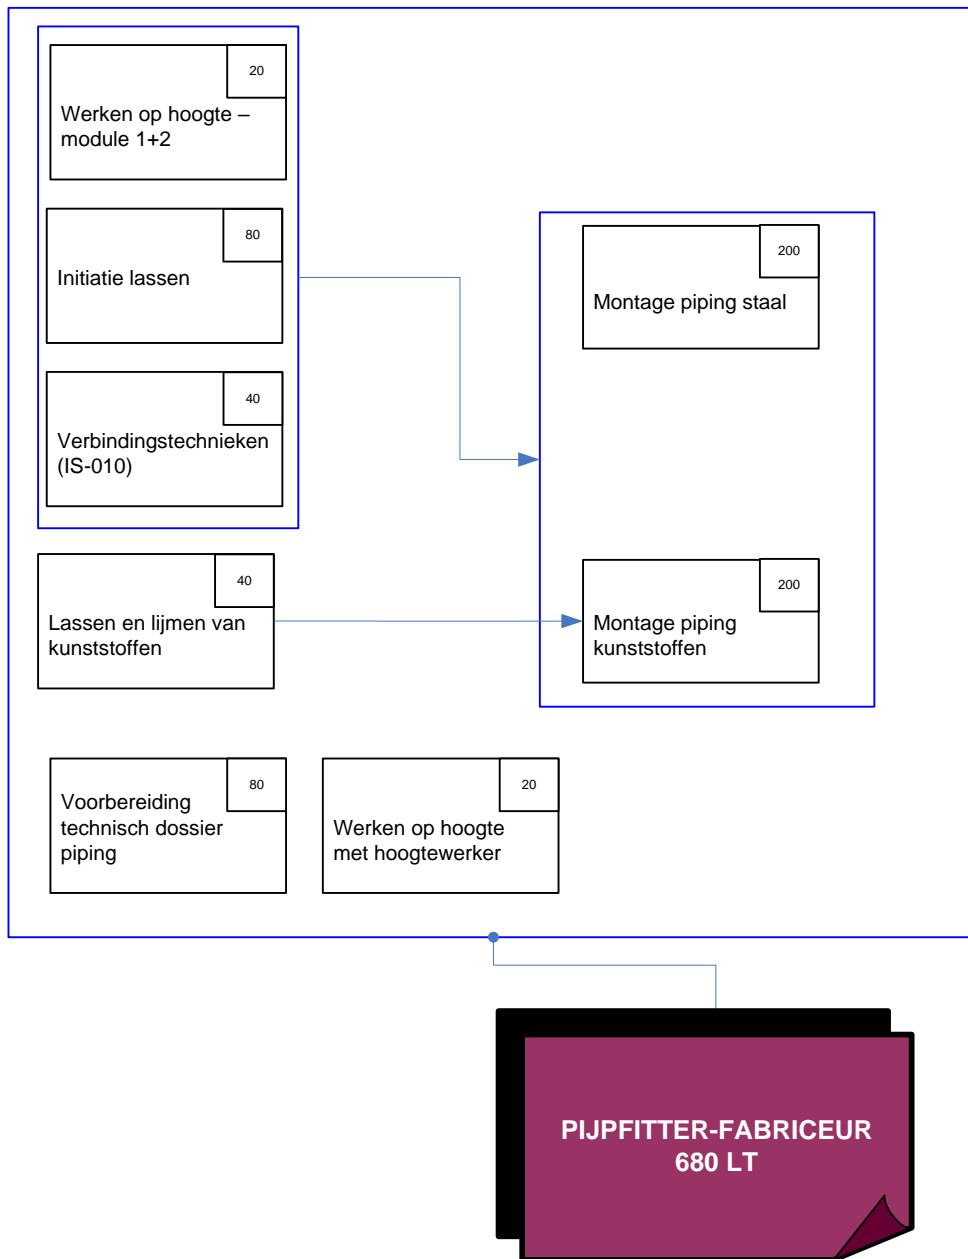 20
Werken op hoogte –
module 1+2
80
Initiatie lassen
200
Montage piping staal
40
Verbindingstechnieken
(IS-010)
40
Lassen en lijmen van
kunststoffen
200
Montage piping
kunststoffen
80
Voorbereiding
technisch dossier
piping
20
Werken op hoogte
met hoogtewerker
PIJPFITTER-FABRICEUR
680 LT